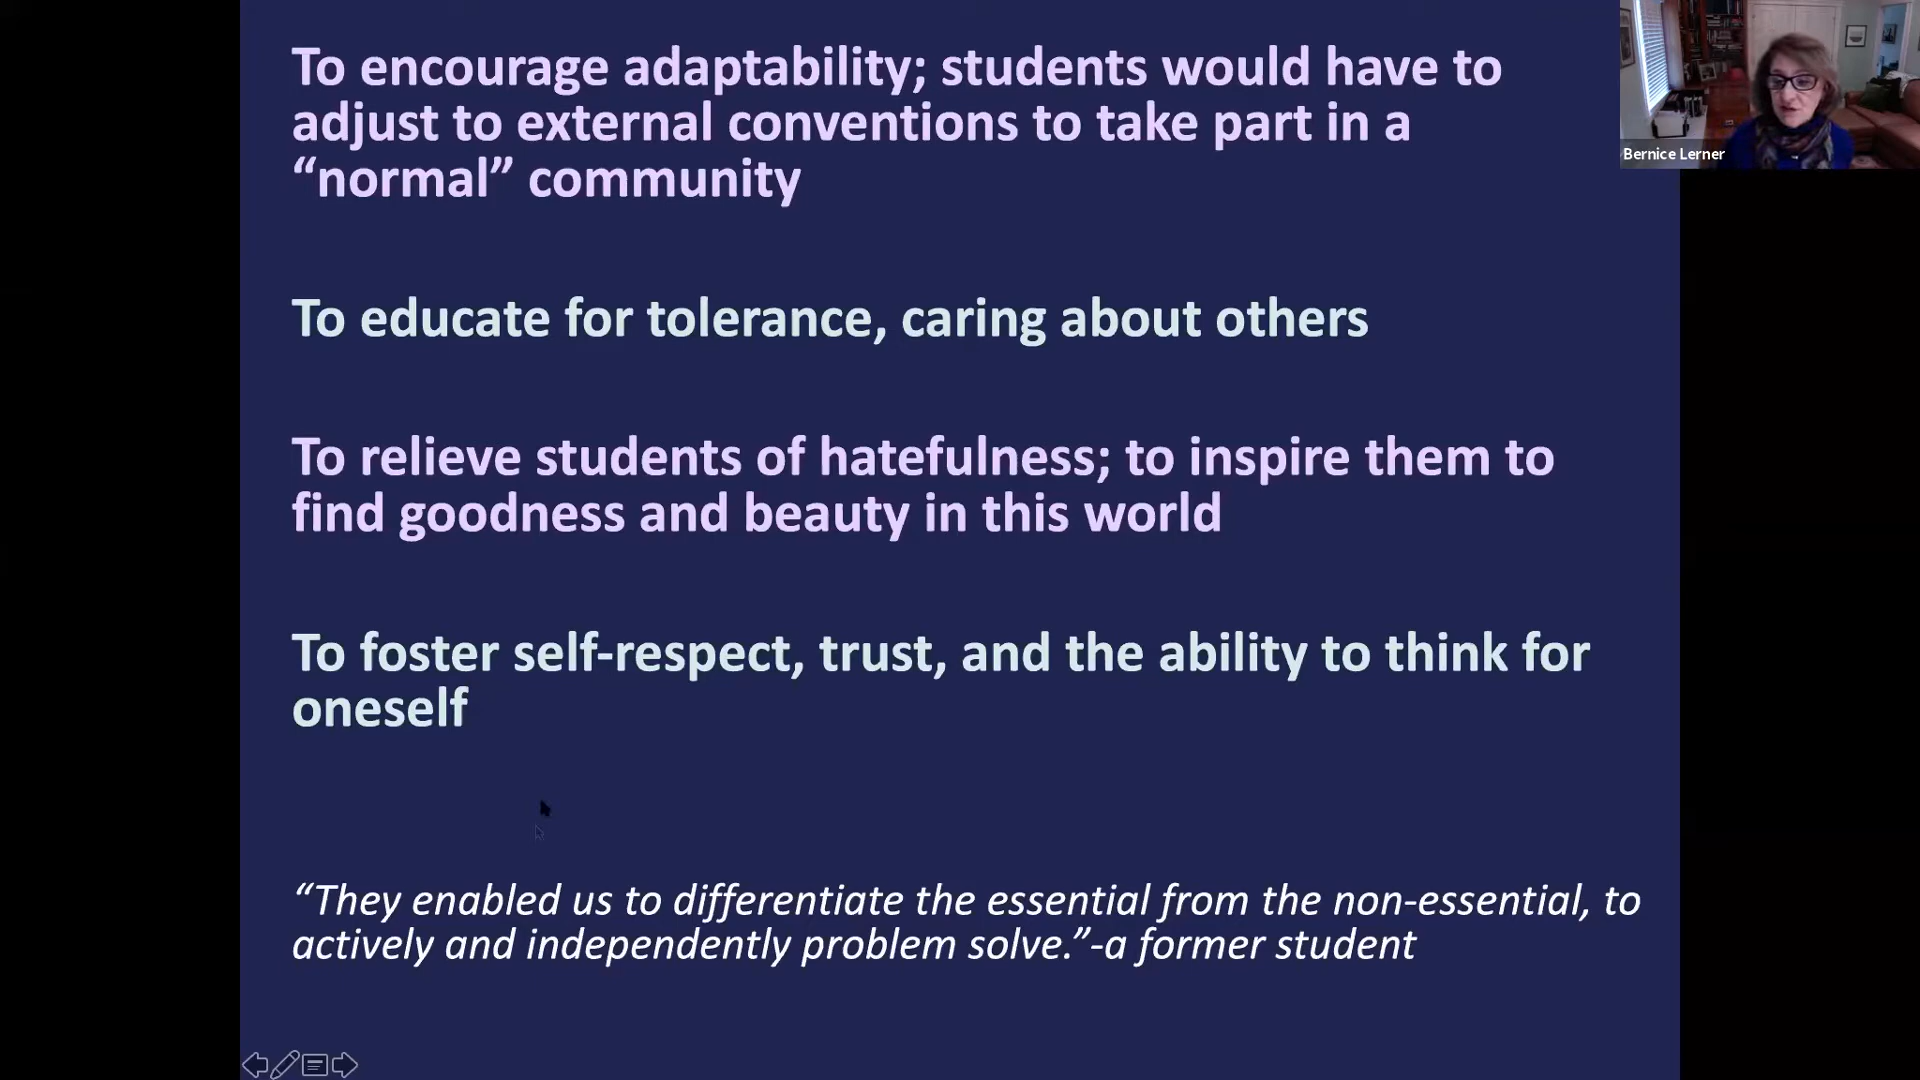 To encourage adaptability; students would have to
adjust to external conventions to take part in a
“normal” community
To educate for tolerance, caring about others
To relieve students of hatefulness; to inspire them to
find goodness and beauty in this world
To foster self-respect, trust, and the ability to think for
oneself
“They enabled us to differentiate the essential from the non-essential, to
actively and independently problem solve.”-a former student
Bernice Lerner